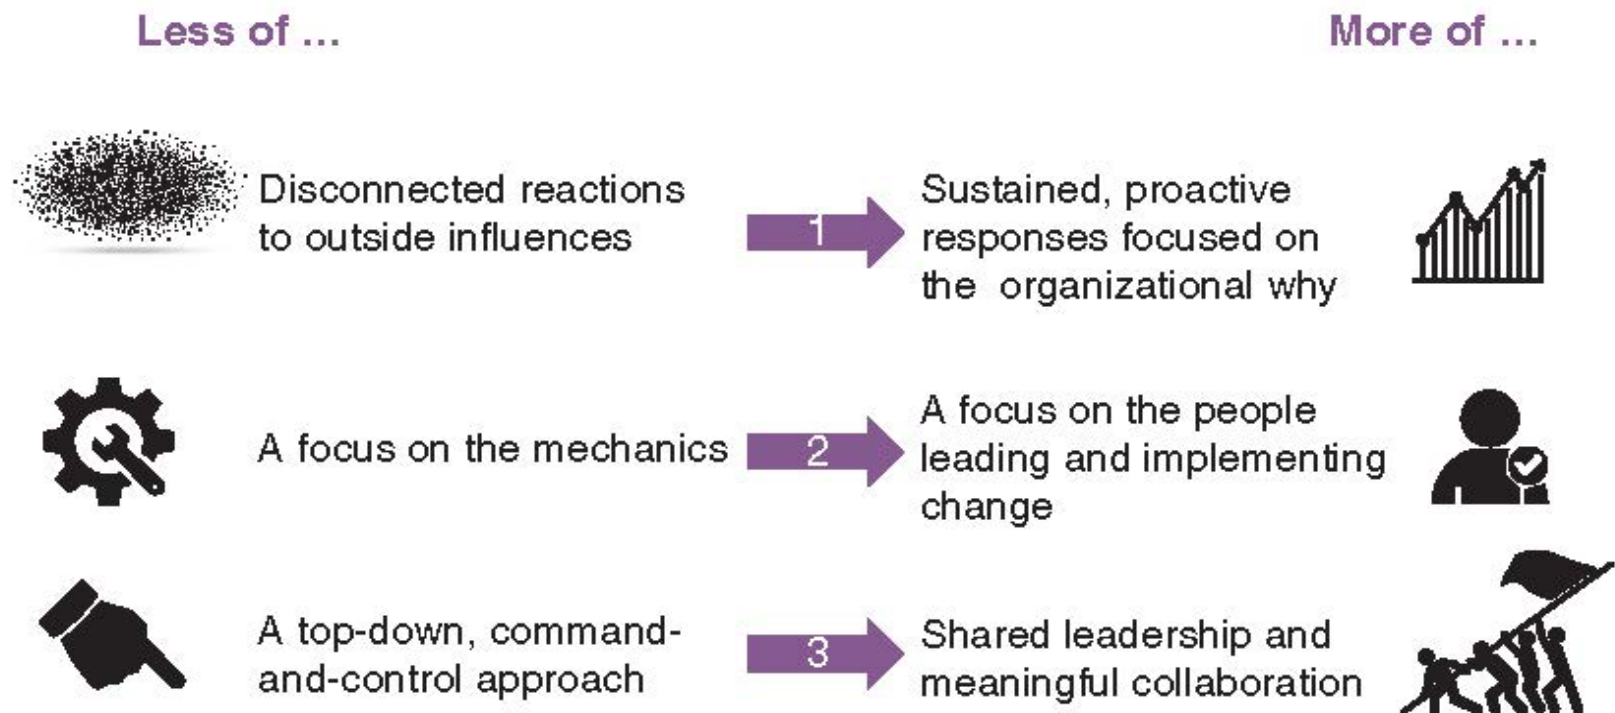 Less of ...
More of ...
Disconnected reactions
to outside influences
1
Sustained, proactive
responses focused on
the organizational why
A focus on the mechanics
2
A focus on the people
leading and implementing
change
A top-down, command-
and-control approach
3
Shared leadership and
meaningful collaboration